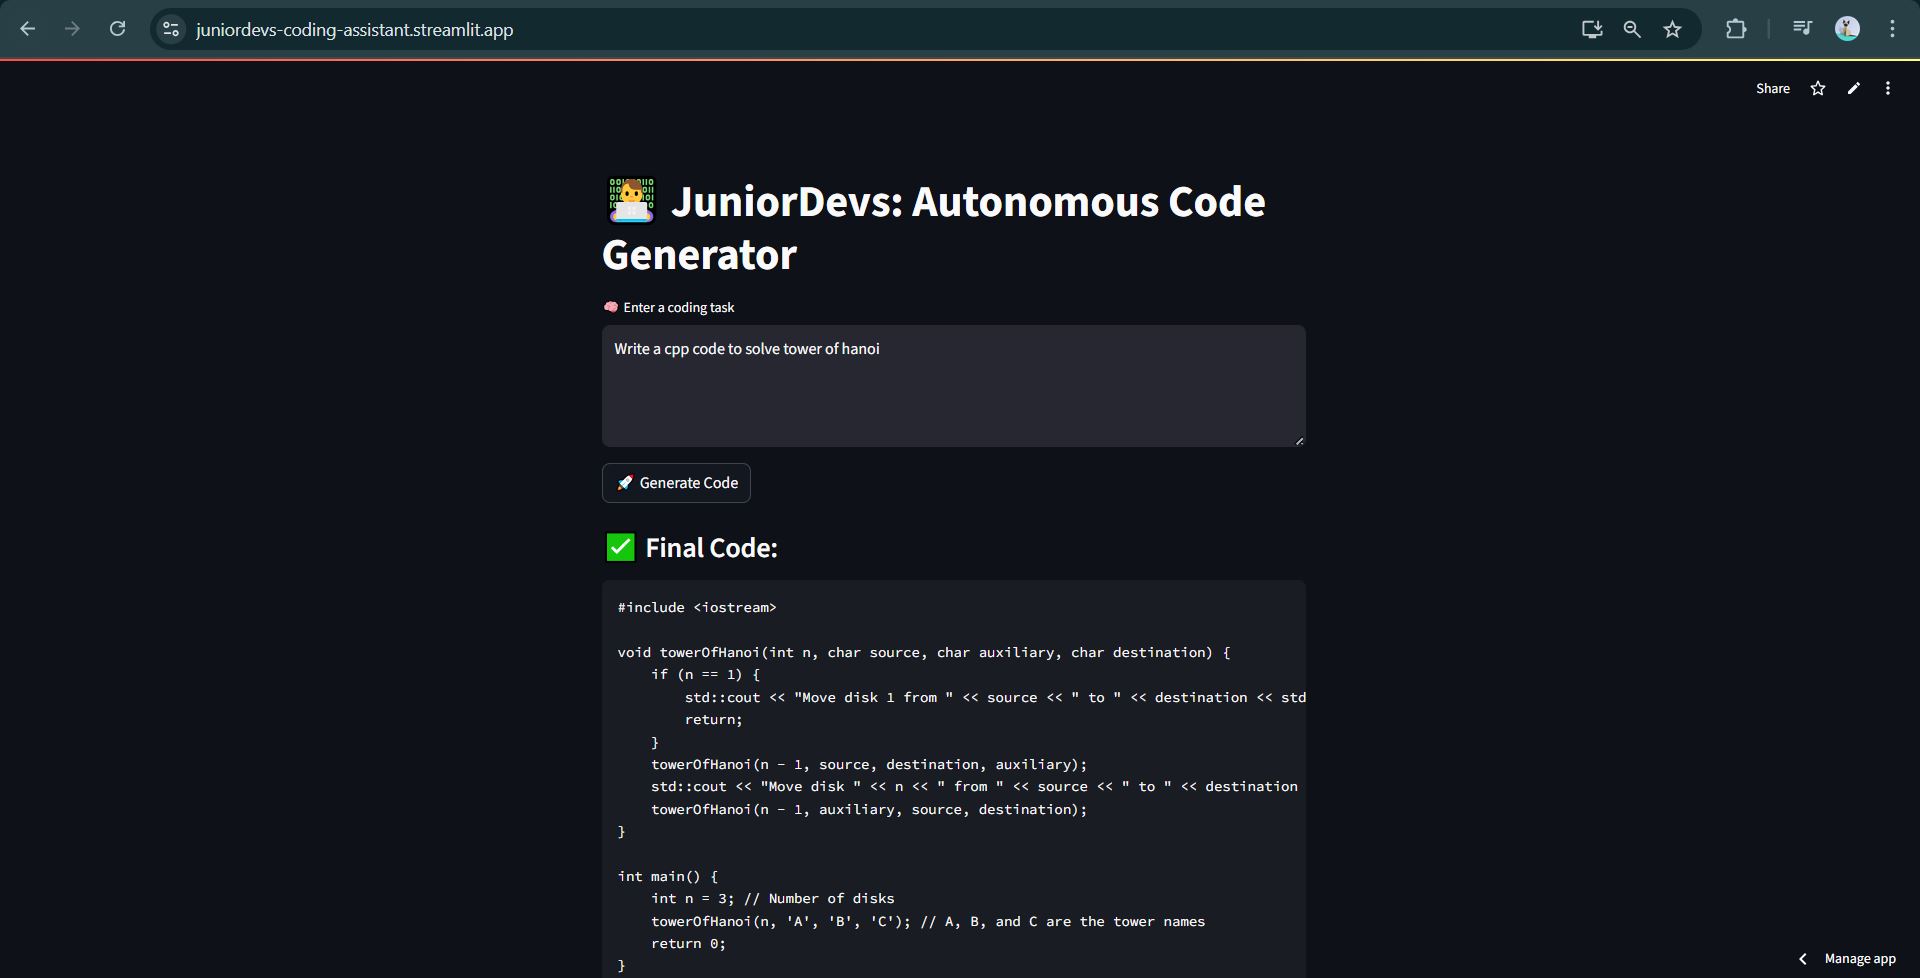 juniordevs-coding-assistant.streamlit.app
Share
JuniorDevs: Autonomous Code
Generator
Enter a coding task
Write a cpp code to solve tower of hanoi
Generate Code
Final Code:
#include <iostream>
void towerOfHanoi(int n, char source, char auxiliary, char destination) {
    if (n == 1) {
        std::cout << "Move disk 1 from " << source << " to " << destination << std
        return;
    }
    towerOfHanoi(n - 1, source, destination, auxiliary);
    std::cout << "Move disk " << n << " from " << source << " to " << destination
    towerOfHanoi(n - 1, auxiliary, source, destination);
}
int main() {
    int n = 3; // Number of disks
    towerOfHanoi(n, 'A', 'B', 'C'); // A, B, and C are the tower names
    return 0;
}
Manage app